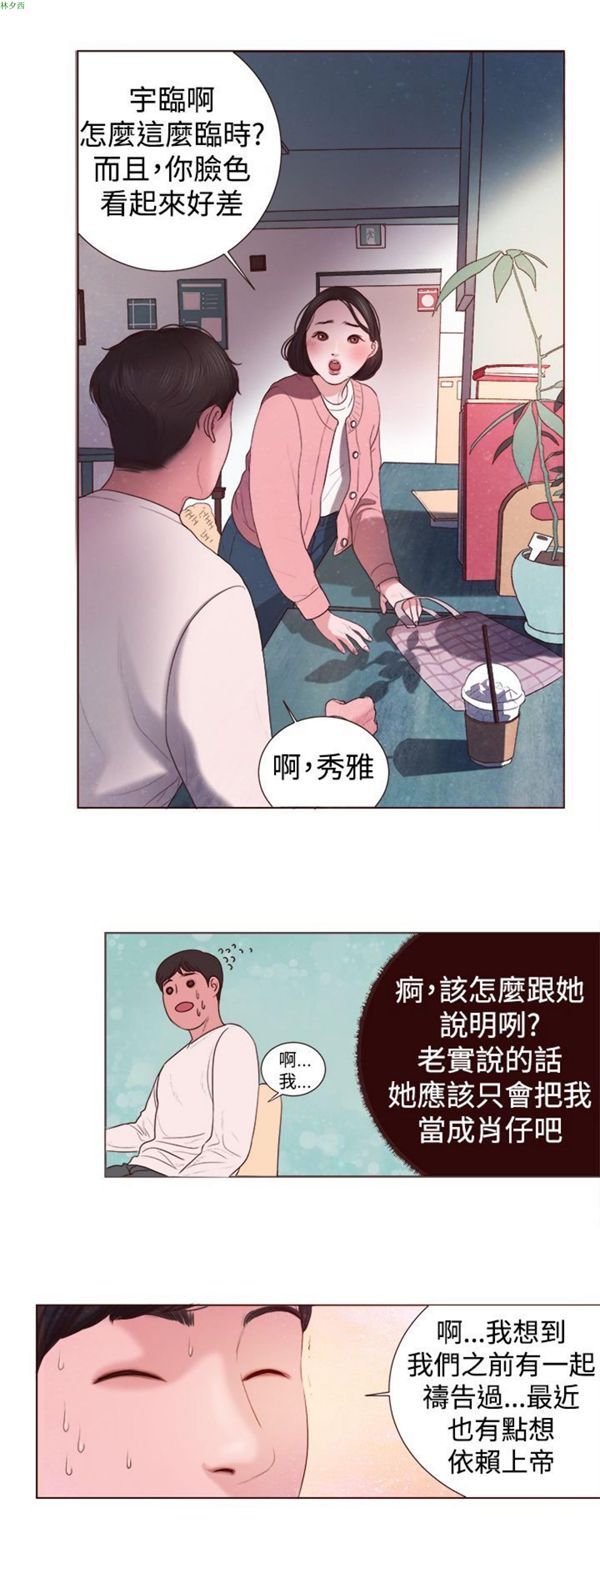 林夕西
宇臨啊
怎麼這麼臨時?
而且,你臉色
看起來好差
啊,秀雅
啊...
我...
痾,該怎麼跟她
說明咧?
老實說的話
她應該只會把我
當成肖仔吧
啊...我想到
我們之前有一起
禱告過...最近
也有點想
依賴上帝